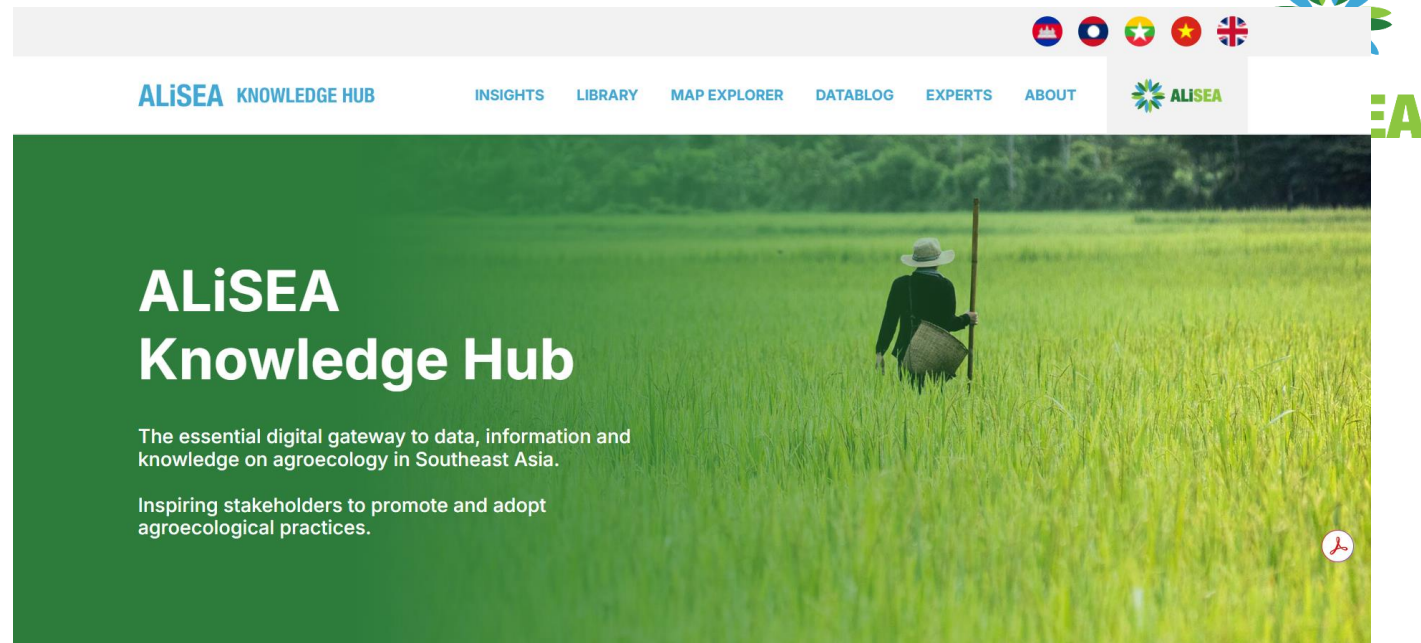 ALiSEA KNOWLEDGE HUB
INSIGHTS LIBRARY MAP EXPLORER DATABLOG EXPERTS ABOUT
ALiSEA
EA
ALiSEA
Knowledge Hub
The essential digital gateway to data, information and
knowledge on agroecology in Southeast Asia.
Inspiring stakeholders to promote and adopt
agroecological practices.